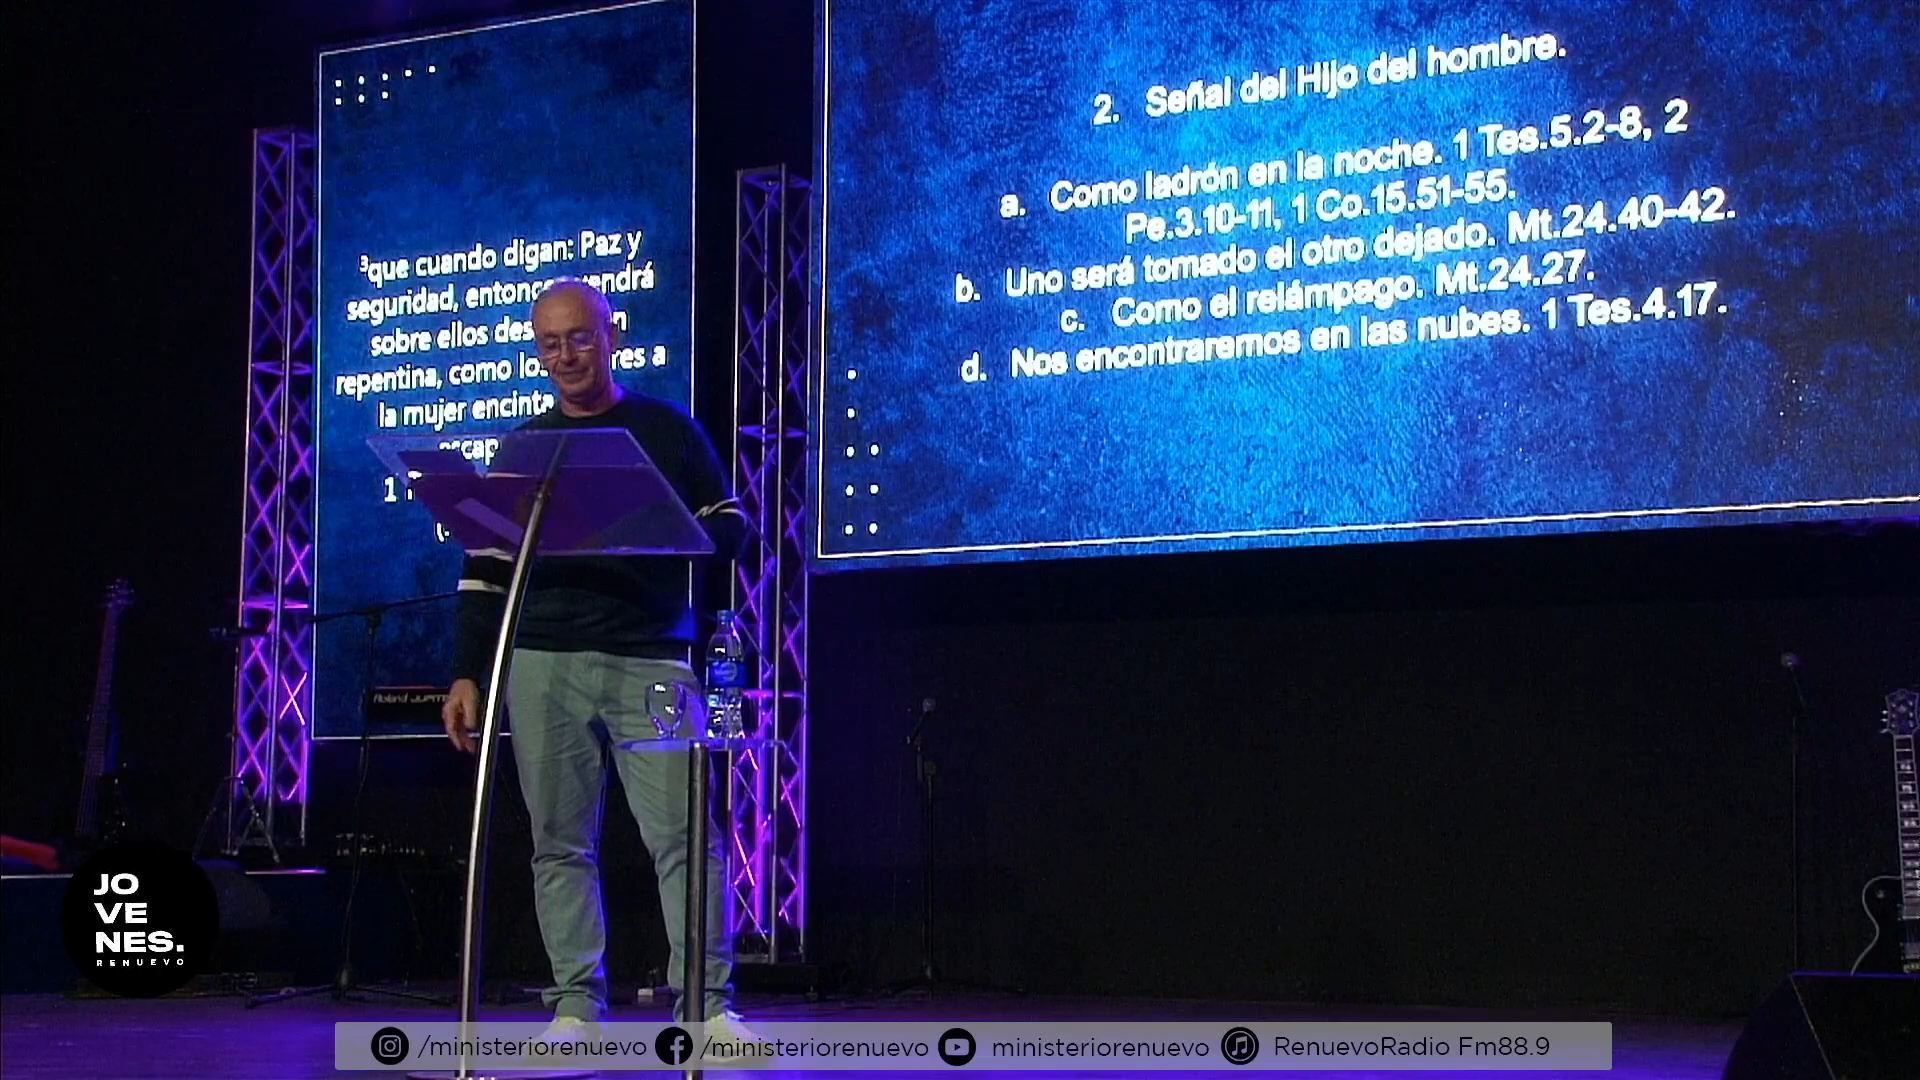 ³que cuando digan: Paz y
seguridad, entonces vendrá
sobre ellos
repentina, como
la mujer encinta
1
2. Señal del Hijo del hombre.
a. Como ladrón en la noche. 1 Tes.5.2-8, 2
Pe.3.10-11, 1 Co.15.51-55.
b. Uno será tomado el otro dejado. Mt.24.40-42.
c. Como el relámpago. Mt.24.27.
d. Nos encontraremos en las nubes. 1 Tes.4.17.
Roland
JO
VE
NES.
RENUEVO
/ministeriorenuevo /ministeriorenuevo ministeriorenuevo RenuevoRadio Fm88.9